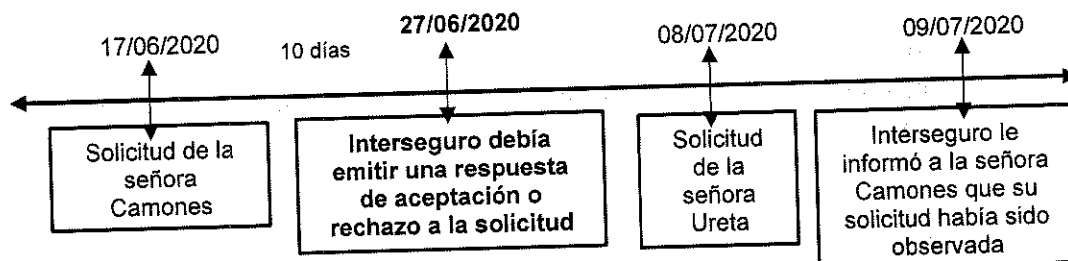 17/06/2020
10 días
27/06/2020
08/07/2020
09/07/2020
Solicitud de la
señora
Camones
Interseguro debía
emitir una respuesta
de aceptación o
rechazo a la solicitud
Solicitud
de la
señora
Ureta
Interseguro le
informó a la señora
Camones que su
solicitud había sido
observada